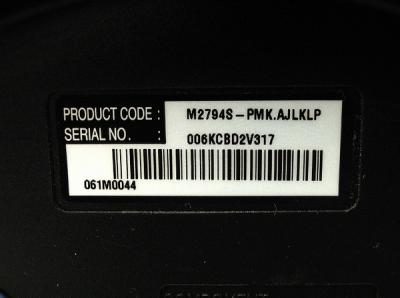 PRODUCT CODE : M2794S-PMK.AJLKLP
SERIAL NO. : 006KCBD2V317
061M0044